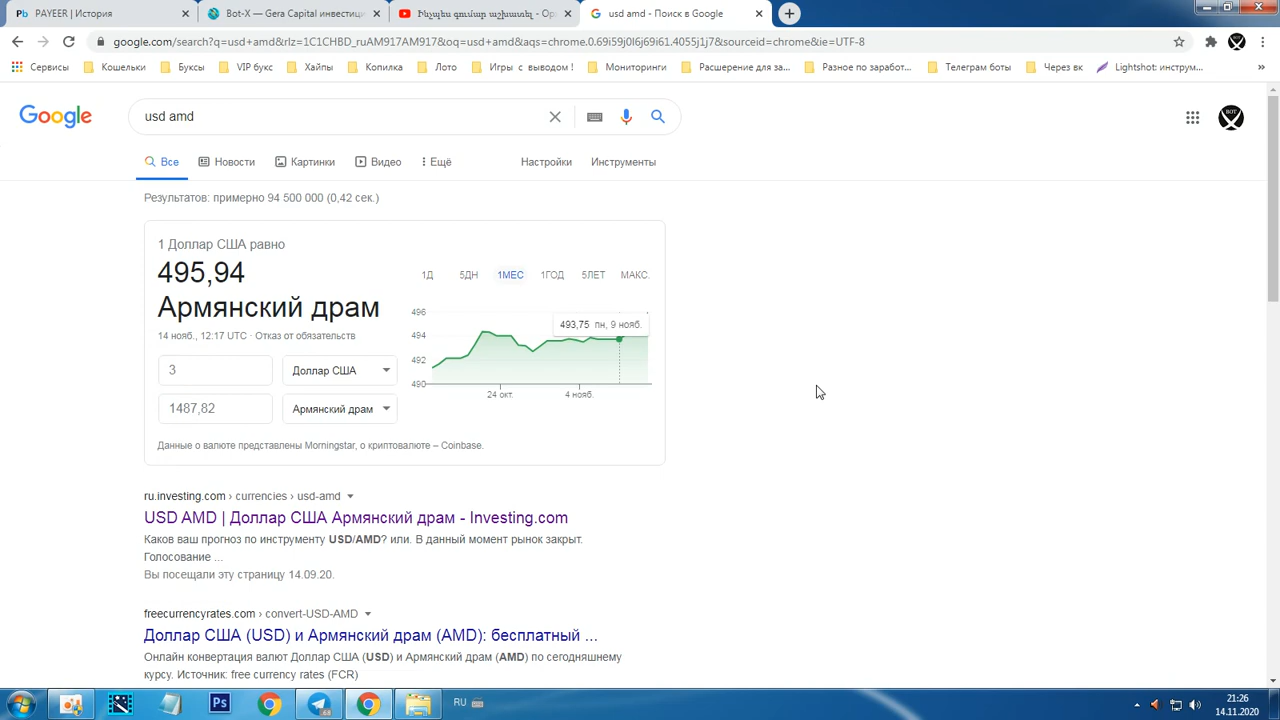 PAYEER | История
Bot-X — Gera Capital инвестиц
Ինչպես գումար աշխատել - Op
usd amd - Поиск в Google
google.com/search?q=usd+amd&rlz=1C1CHBD_ruAM917AM917&oq=usd+amd&aqs=chrome.0.69i59j0l6j69i61.4055j1j7&sourceid=chrome&ie=UTF-8
Сервисы Кошельки Буксы VIP букс Хайпы Копилка Лото Игры с выводом ! Мониторинги Расшерение для за... Разное по заработ... Телеграм боты Через вк Lightshot: инструм... »
Google
usd amd
BOT
Все Новости Картинки Видео Ещё Настройки Инструменты
Результатов: примерно 94 500 000 (0,42 сек.)
1 Доллар США равно
495,94
Армянский драм
14 нояб., 12:17 UTC · Отказ от обязательств
3 Доллар США
1487,82 Армянский драм
1Д 5ДН 1МЕС 1ГОД 5ЛЕТ МАКС.
496
493,75 пн, 9 нояб.
494
492
490
24 окт. 4 нояб.
Данные о валюте представлены Morningstar, о криптовалюте – Coinbase.
ru.investing.com › currencies › usd-amd
USD AMD | Доллар США Армянский драм - Investing.com
Каков ваш прогноз по инструменту USD/AMD? или. В данный момент рынок закрыт.
Голосование ...
Вы посещали эту страницу 14.09.20.
freecurrencyrates.com › convert-USD-AMD
Доллар США (USD) и Армянский драм (AMD): бесплатный ...
Онлайн конвертация валют Доллар США (USD) и Армянский драм (AMD) по сегодняшнему
курсу. Источник: free currency rates (FCR)
Ps
RU
21:26
14.11.2020